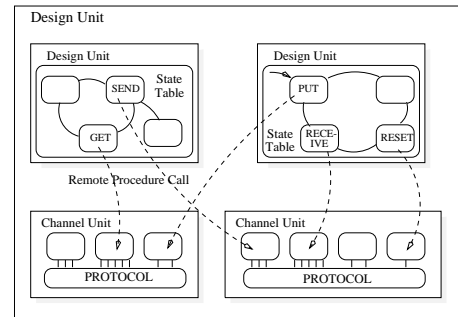 Design Unit
Design Unit
SEND
State
Table
GET
Design Unit
PUT
State
Table
RECE-
IVE
RESET
Remote Procedure Call
Channel Unit
PROTOCOL
Channel Unit
PROTOCOL